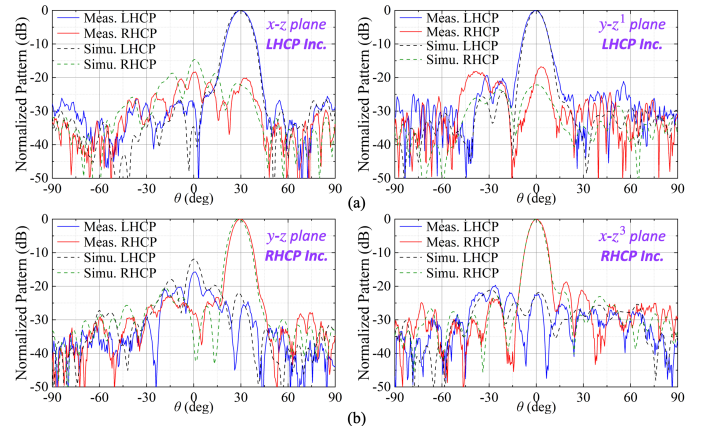 Normalized Pattern (dB)
0
-10
-20
-30
-40
-50
Meas. LHCP
Meas. RHCP
Simu. LHCP
Simu. RHCP
x-z plane
LHCP Inc.
-90 -60 -30 0 30 60 90
θ (deg)
Normalized Pattern (dB)
0
-10
-20
-30
-40
-50
Meas. LHCP
Meas. RHCP
Simu. LHCP
Simu. RHCP
y-z¹ plane
LHCP Inc.
-90 -60 -30 0 30 60 90
θ (deg)
(a)
Normalized Pattern (dB)
0
-10
-20
-30
-40
-50
Meas. LHCP
Meas. RHCP
Simu. LHCP
Simu. RHCP
y-z plane
RHCP Inc.
-90 -60 -30 0 30 60 90
θ (deg)
Normalized Pattern (dB)
0
-10
-20
-30
-40
-50
Meas. LHCP
Meas. RHCP
Simu. LHCP
Simu. RHCP
x-z³ plane
RHCP Inc.
-90 -60 -30 0 30 60 90
θ (deg)
(b)